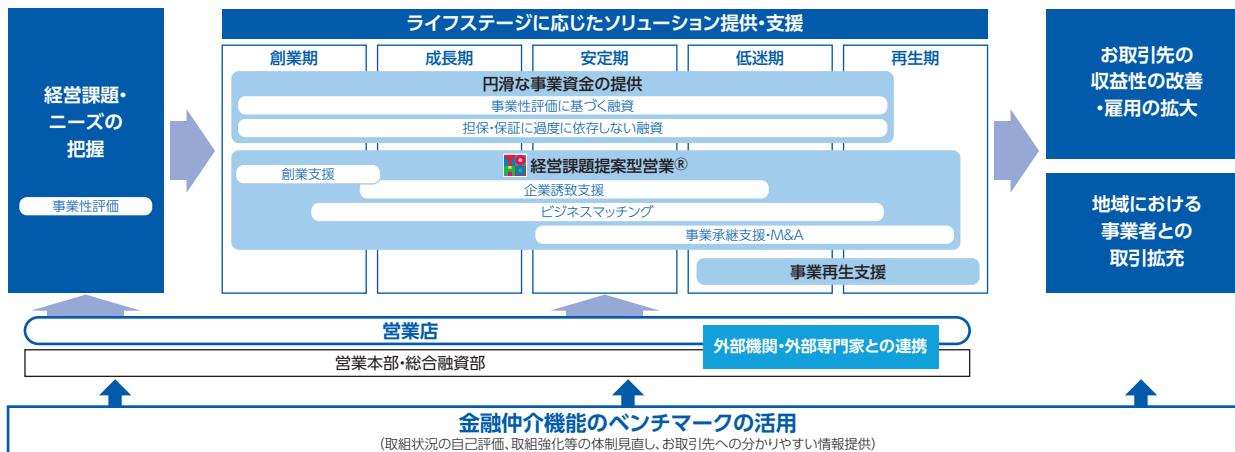 経営課題・
ニーズの
把握
事業性評価
ライフステージに応じたソリューション提供・支援
創業期
成長期
安定期
低迷期
再生期
円滑な事業資金の提供
事業性評価に基づく融資
担保・保証に過度に依存しない融資
経営課題提案型営業®
創業支援
企業誘致支援
ビジネスマッチング
事業承継支援・M&A
事業再生支援
お取引先の
収益性の改善
・雇用の拡大
地域における
事業者との
取引拡充
営業店
営業本部・総合融資部
外部機関・外部専門家との連携
金融仲介機能のベンチマークの活用
(取組状況の自己評価、取組強化等の体制見直し、お取引先への分かりやすい情報提供)